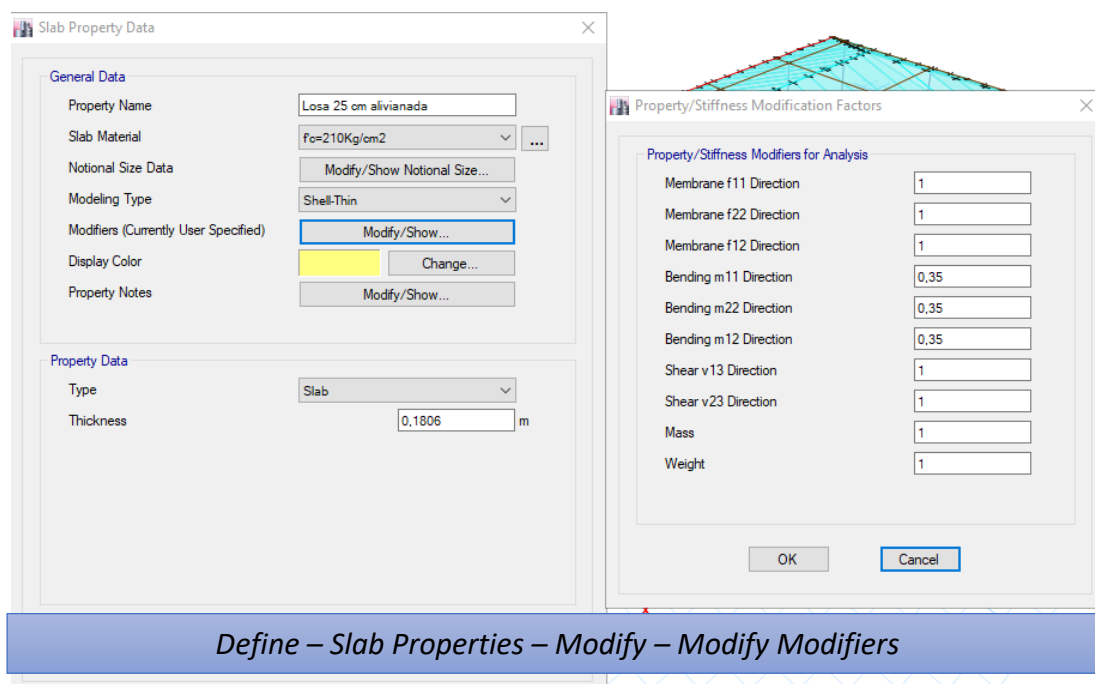 Slab Property Data
General Data
Property Name
Losa 25 cm alivianada
Slab Material
f'c=210Kg/cm2
...
Notional Size Data
Modify/Show Notional Size...
Modeling Type
Shell-Thin
Modifiers (Currently User Specified)
Modify/Show...
Display Color
Change...
Property Notes
Modify/Show...
Property Data
Type
Slab
Thickness
0,1806
m
Property/Stiffness Modification Factors
Property/Stiffness Modifiers for Analysis
Membrane f11 Direction
1
Membrane f22 Direction
1
Membrane f12 Direction
1
Bending m11 Direction
0,35
Bending m22 Direction
0,35
Bending m12 Direction
0,35
Shear v13 Direction
1
Shear v23 Direction
1
Mass
1
Weight
1
OK
Cancel
Define – Slab Properties – Modify – Modify Modifiers